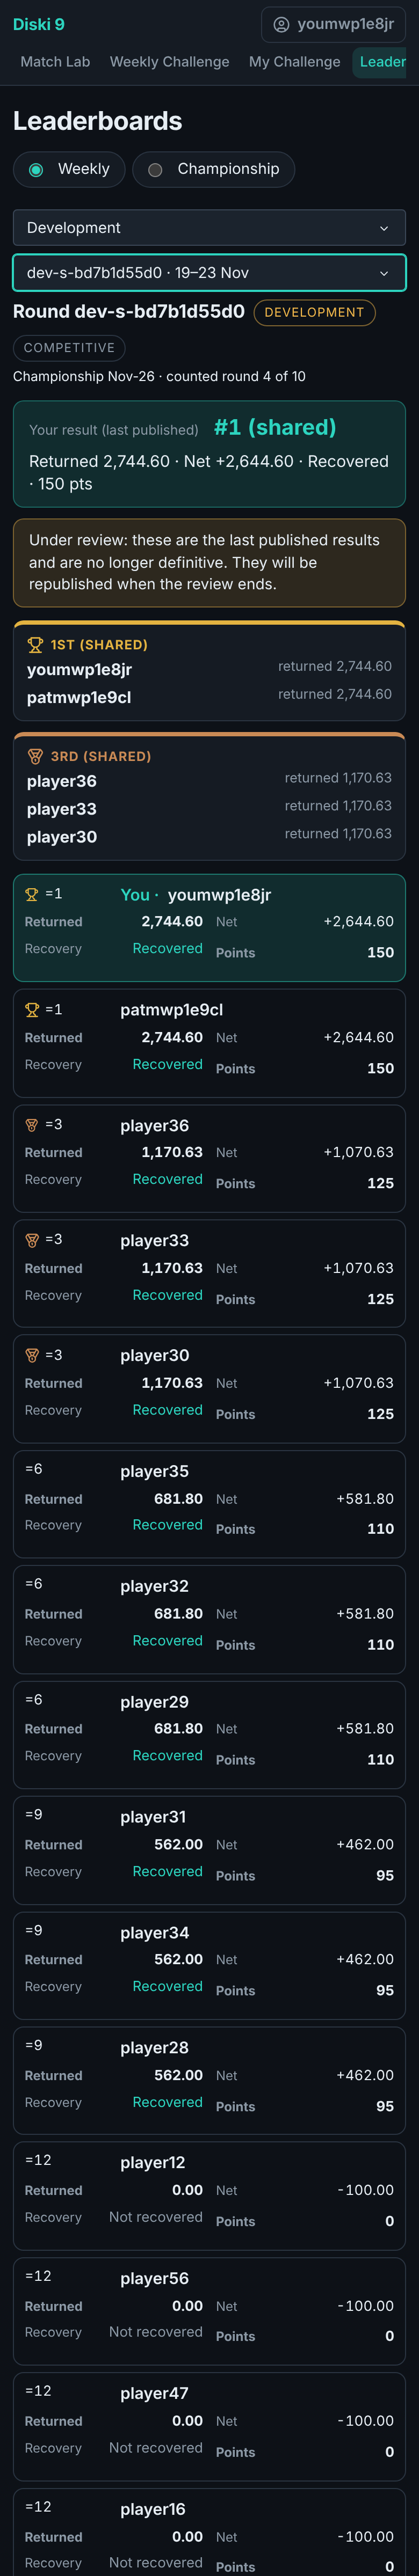 Diski 9
youmwp1e8jr
Match Lab Weekly Challenge My Challenge Leader
Leaderboards
Weekly Championship
Development
dev-s-bd7b1d55d0 · 19–23 Nov
Round dev-s-bd7b1d55d0 DEVELOPMENT
COMPETITIVE
Championship Nov-26 · counted round 4 of 10
Your result (last published) #1 (shared)
Returned 2,744.60 · Net +2,644.60 · Recovered
· 150 pts
Under review: these are the last published results
and are no longer definitive. They will be
republished when the review ends.
1ST (SHARED)
youmwp1e8jr returned 2,744.60
patmwp1e9cl returned 2,744.60
3RD (SHARED)
player36 returned 1,170.63
player33 returned 1,170.63
player30 returned 1,170.63
=1 You · youmwp1e8jr
Returned 2,744.60 Net +2,644.60
Recovery Recovered Points 150
=1 patmwp1e9cl
Returned 2,744.60 Net +2,644.60
Recovery Recovered Points 150
=3 player36
Returned 1,170.63 Net +1,070.63
Recovery Recovered Points 125
=3 player33
Returned 1,170.63 Net +1,070.63
Recovery Recovered Points 125
=3 player30
Returned 1,170.63 Net +1,070.63
Recovery Recovered Points 125
=6 player35
Returned 681.80 Net +581.80
Recovery Recovered Points 110
=6 player32
Returned 681.80 Net +581.80
Recovery Recovered Points 110
=6 player29
Returned 681.80 Net +581.80
Recovery Recovered Points 110
=9 player31
Returned 562.00 Net +462.00
Recovery Recovered Points 95
=9 player34
Returned 562.00 Net +462.00
Recovery Recovered Points 95
=9 player28
Returned 562.00 Net +462.00
Recovery Recovered Points 95
=12 player12
Returned 0.00 Net -100.00
Recovery Not recovered Points 0
=12 player56
Returned 0.00 Net -100.00
Recovery Not recovered Points 0
=12 player47
Returned 0.00 Net -100.00
Recovery Not recovered Points 0
=12 player16
Returned 0.00 Net -100.00
Recovery Not recovered Points 0